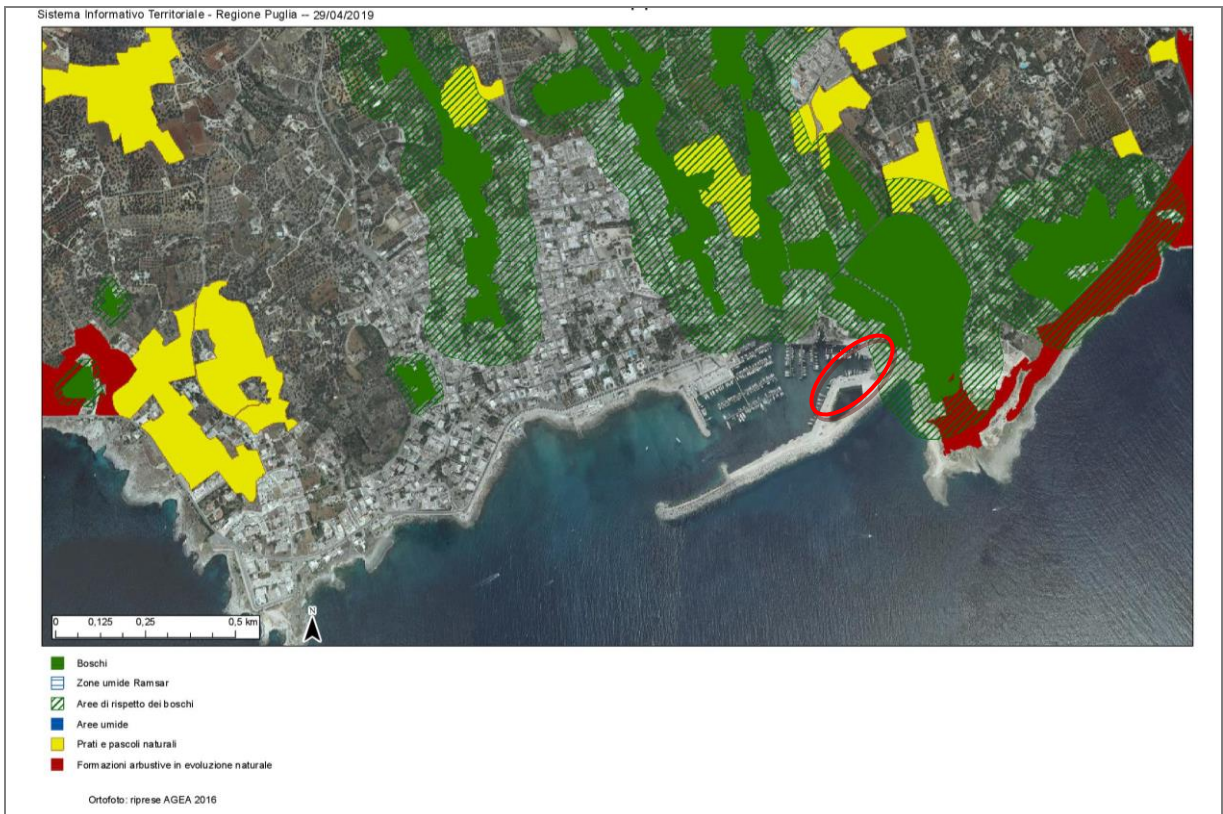 Sistema Informativo Territoriale - Regione Puglia -- 29/04/2019
0 0,125 0,25 0,5 km
N
Boschi
Zone umide Ramsar
Aree di rispetto dei boschi
Aree umide
Prati e pascoli naturali
Formazioni arbustive in evoluzione naturale
Ortofoto: riprese AGEA 2016